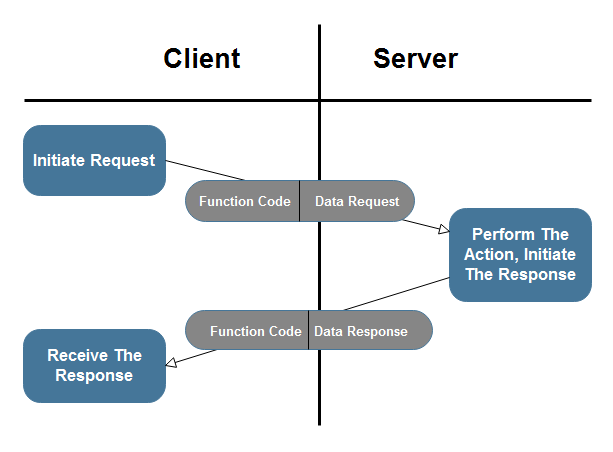 Client
Server
Initiate Request
Function Code
Data Request
Perform The
Action, Initiate
The Response
Function Code
Data Response
Receive The
Response